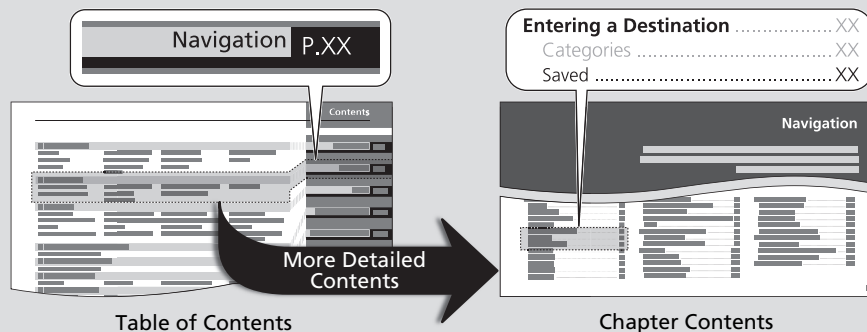 Navigation P.XX
Contents
More Detailed
Contents
Table of Contents
Entering a Destination .............. XX
Categories ............................... XX
Saved ...................................... XX
Navigation
Chapter Contents